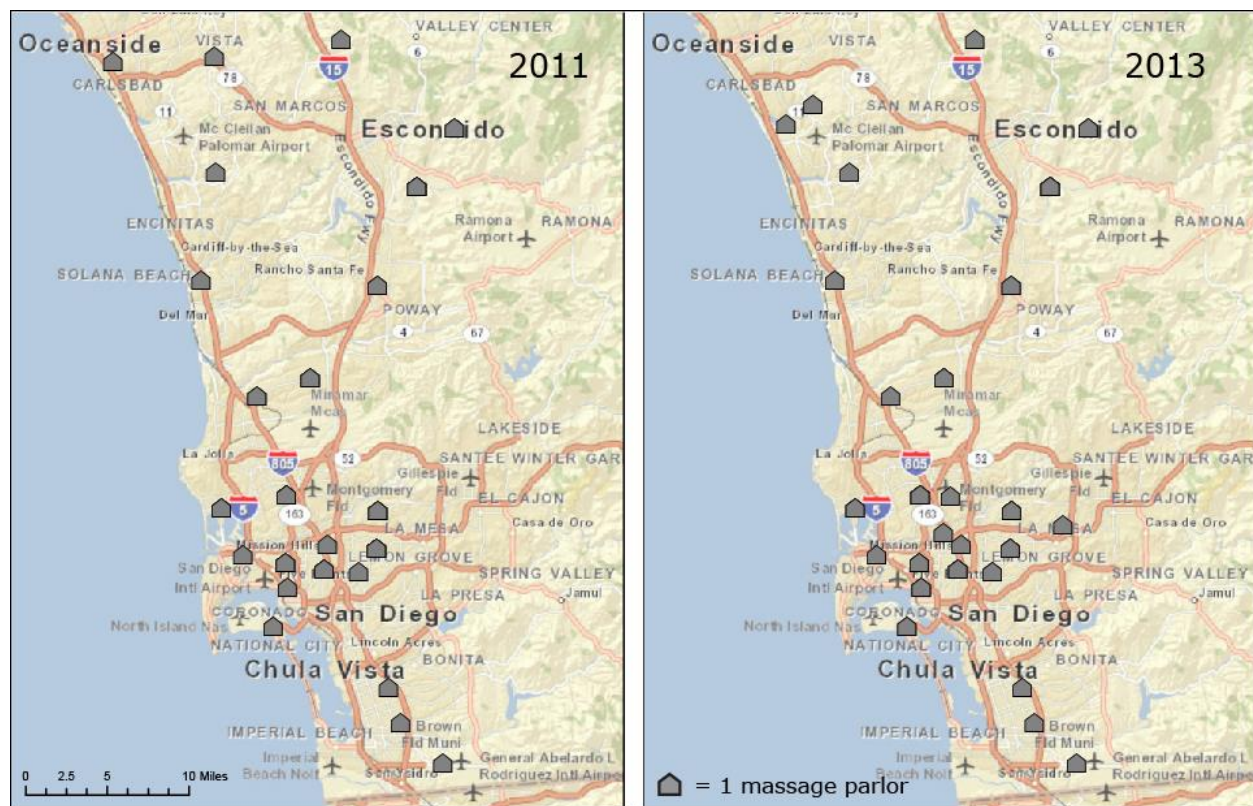 VALLEY CENTER
Oceanside
VISTA
6
2011
15
CARLSBAD
78
SAN MARCOS
11
Escondido
Mc Clellan
Palomar Airport
Escondido Fwy
ENCINITAS
Ramona
Airport
RAMONA
Cardiff-by-the-Sea
SOLANA BEACH
Rancho Santa Fe
Del Mar
POWAY
4
67
Miramar
Mcas
LAKESIDE
La Jolla
SANTEE WINTER GAR
805
52
Gillespie
Fld
Montgomery
Fld
EL CAJON
5
163
Casa de Oro
LA MESA
Mission Hills
LEMON GROVE
San Diego
Intl Airport
SPRING VALLEY
LA PRESA
Jamul
CORONADO
San Diego
North Island Nas
Lincoln Acres
NATIONAL CITY
BONITA
Chula Vista
IMPERIAL BEACH
Brown
Fld Muni
Imperial
Beach Nolf
General Abelardo L
Rodriguez Intl Airpo
San Ysidro
0 2.5 5 10 Miles
VALLEY CENTER
Oceanside
VISTA
6
2013
15
CARLSBAD
78
SAN MARCOS
11
Escondido
Mc Clellan
Palomar Airport
Escondido Fwy
ENCINITAS
Ramona
Airport
RAMONA
Cardiff-by-the-Sea
SOLANA BEACH
Rancho Santa Fe
Del Mar
POWAY
4
67
Miramar
Mcas
LAKESIDE
La Jolla
SANTEE WINTER GAR
805
52
Gillespie
Fld
Montgomery
Fld
EL CAJON
5
163
Casa de Oro
LA MESA
Mission Hills
LEMON GROVE
San Diego
Intl Airport
SPRING VALLEY
LA PRESA
Jamul
CORONADO
San Diego
North Island Nas
Lincoln Acres
NATIONAL CITY
BONITA
Chula Vista
IMPERIAL BEACH
Brown
Fld Muni
Imperial
Beach Nolf
General Abelardo L
Rodriguez Intl Airpo
San Ysidro
= 1 massage parlor